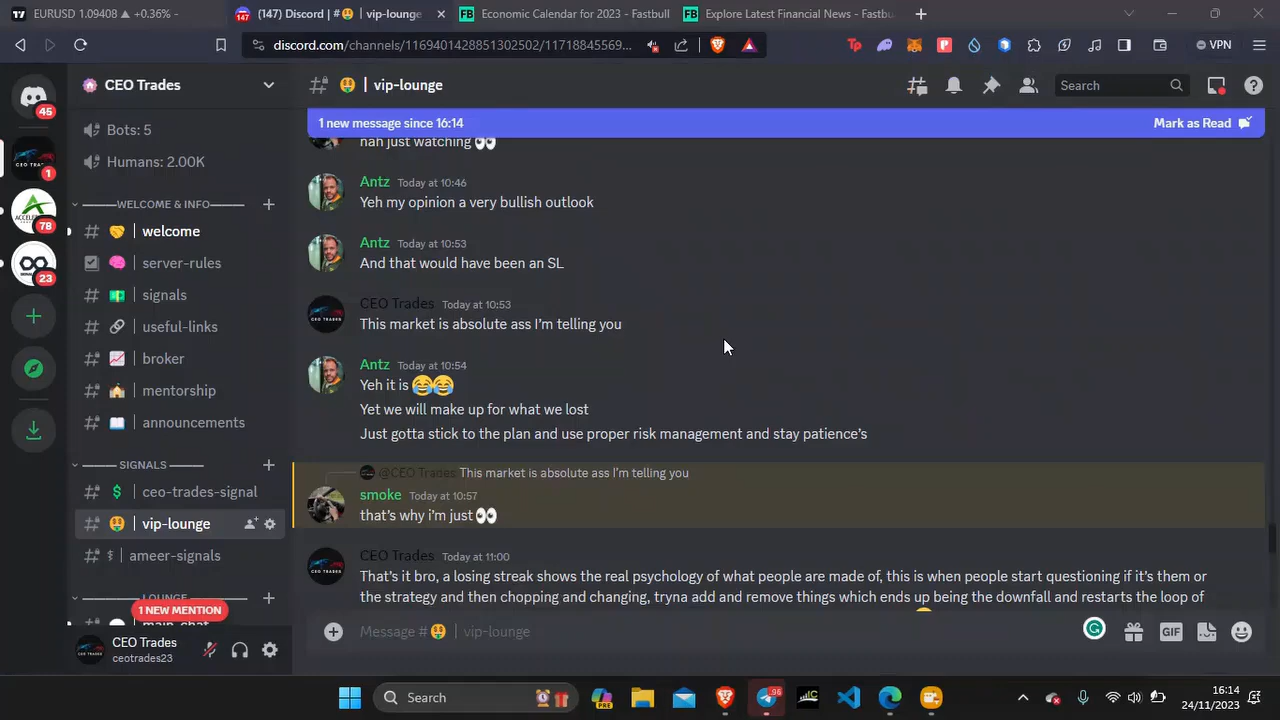 EURUSD 1.09408 ▲ +0.36%
(147) Discord | #🤑 | vip-lounge
Economic Calendar for 2023 - Fastbull
Explore Latest Financial News - Fastbu
discord.com/channels/1169401428851302502/11718845569...
VPN
CEO Trades
# 🤑 | vip-lounge
Search
45
1
78
23
Bots: 5
Humans: 2.00K
WELCOME & INFO
# 🤝 | welcome
🧠 | server-rules
# 💵 | signals
# 🔗 | useful-links
# 📈 | broker
# 🏫 | mentorship
# 📖 | announcements
SIGNALS
# 💲 | ceo-trades-signal
# 🤑 | vip-lounge
# | ameer-signals
LOUNGE
1 NEW MENTION
main-chat
CEO Trades
ceotrades23
1 new message since 16:14
Mark as Read
nah just watching 👀
Antz Today at 10:46
Yeh my opinion a very bullish outlook
Antz Today at 10:53
And that would have been an SL
CEO Trades Today at 10:53
This market is absolute ass I'm telling you
Antz Today at 10:54
Yeh it is 😂😂
Yet we will make up for what we lost
Just gotta stick to the plan and use proper risk management and stay patience's
@CEO Trades This market is absolute ass I'm telling you
smoke Today at 10:57
that's why i'm just 👀
CEO Trades Today at 11:00
That's it bro, a losing streak shows the real psychology of what people are made of, this is when people start questioning if it's them or
the strategy and then chopping and changing, tryna add and remove things which ends up being the downfall and restarts the loop of
Message #🤑 | vip-lounge
GIF
Search
PRE
96
IC
16:14
24/11/2023